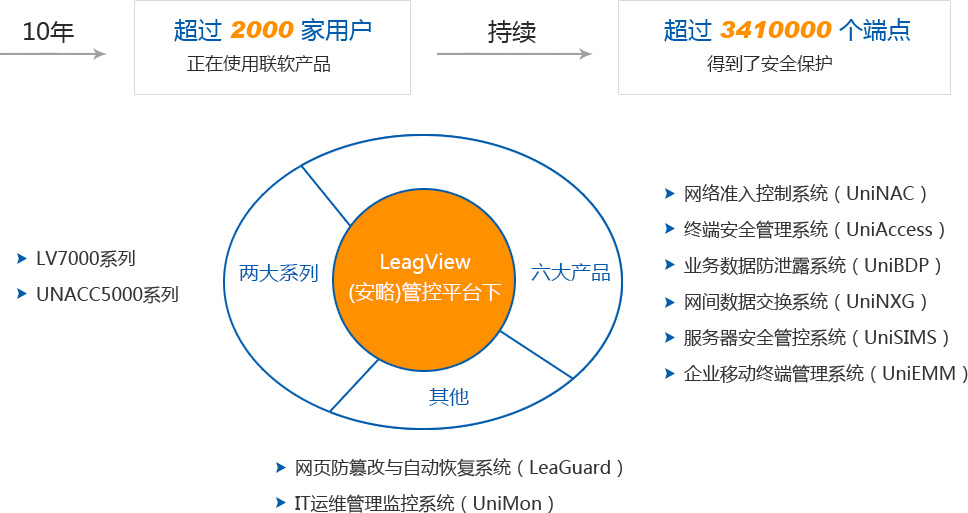 10年
超过 2000 家用户
正在使用联软产品
持续
超过 3410000 个端点
得到了安全保护
LV7000系列
UNACC5000系列
两大系列
LeagView
(安略)管控平台下
六大产品
其他
网络准入控制系统（UniNAC）
终端安全管理系统（UniAccess）
业务数据防泄露系统（UniBDP）
网间数据交换系统（UniNXG）
服务器安全管控系统（UniSIMS）
企业移动终端管理系统（UniEMM）
网页防篡改与自动恢复系统（LeaGuard）
IT运维管理监控系统（UniMon）